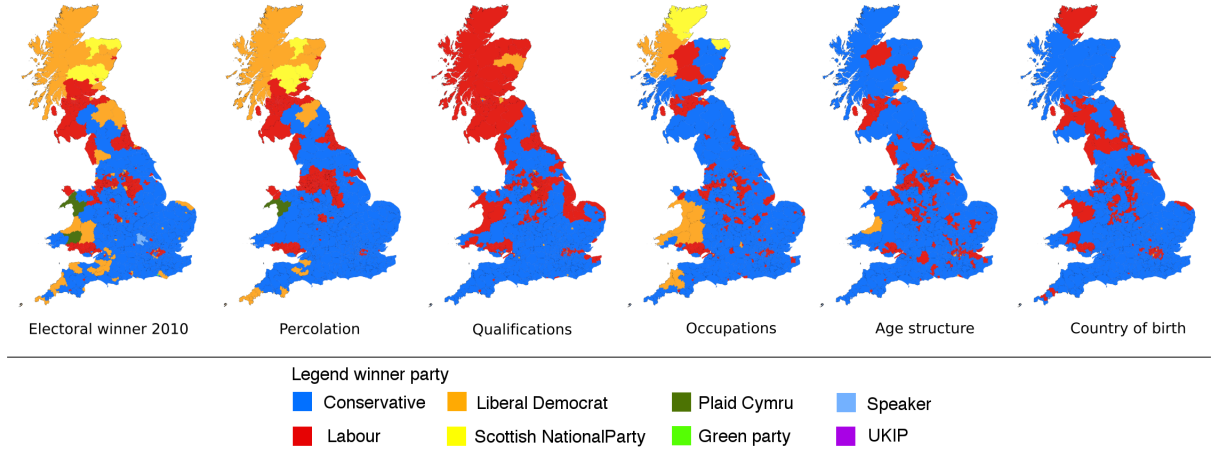 Electoral winner 2010 Percolation Qualifications Occupations Age structure Country of birth
Legend winner party
Conservative Liberal Democrat Plaid Cymru Speaker
Labour Scottish NationalParty Green party UKIP